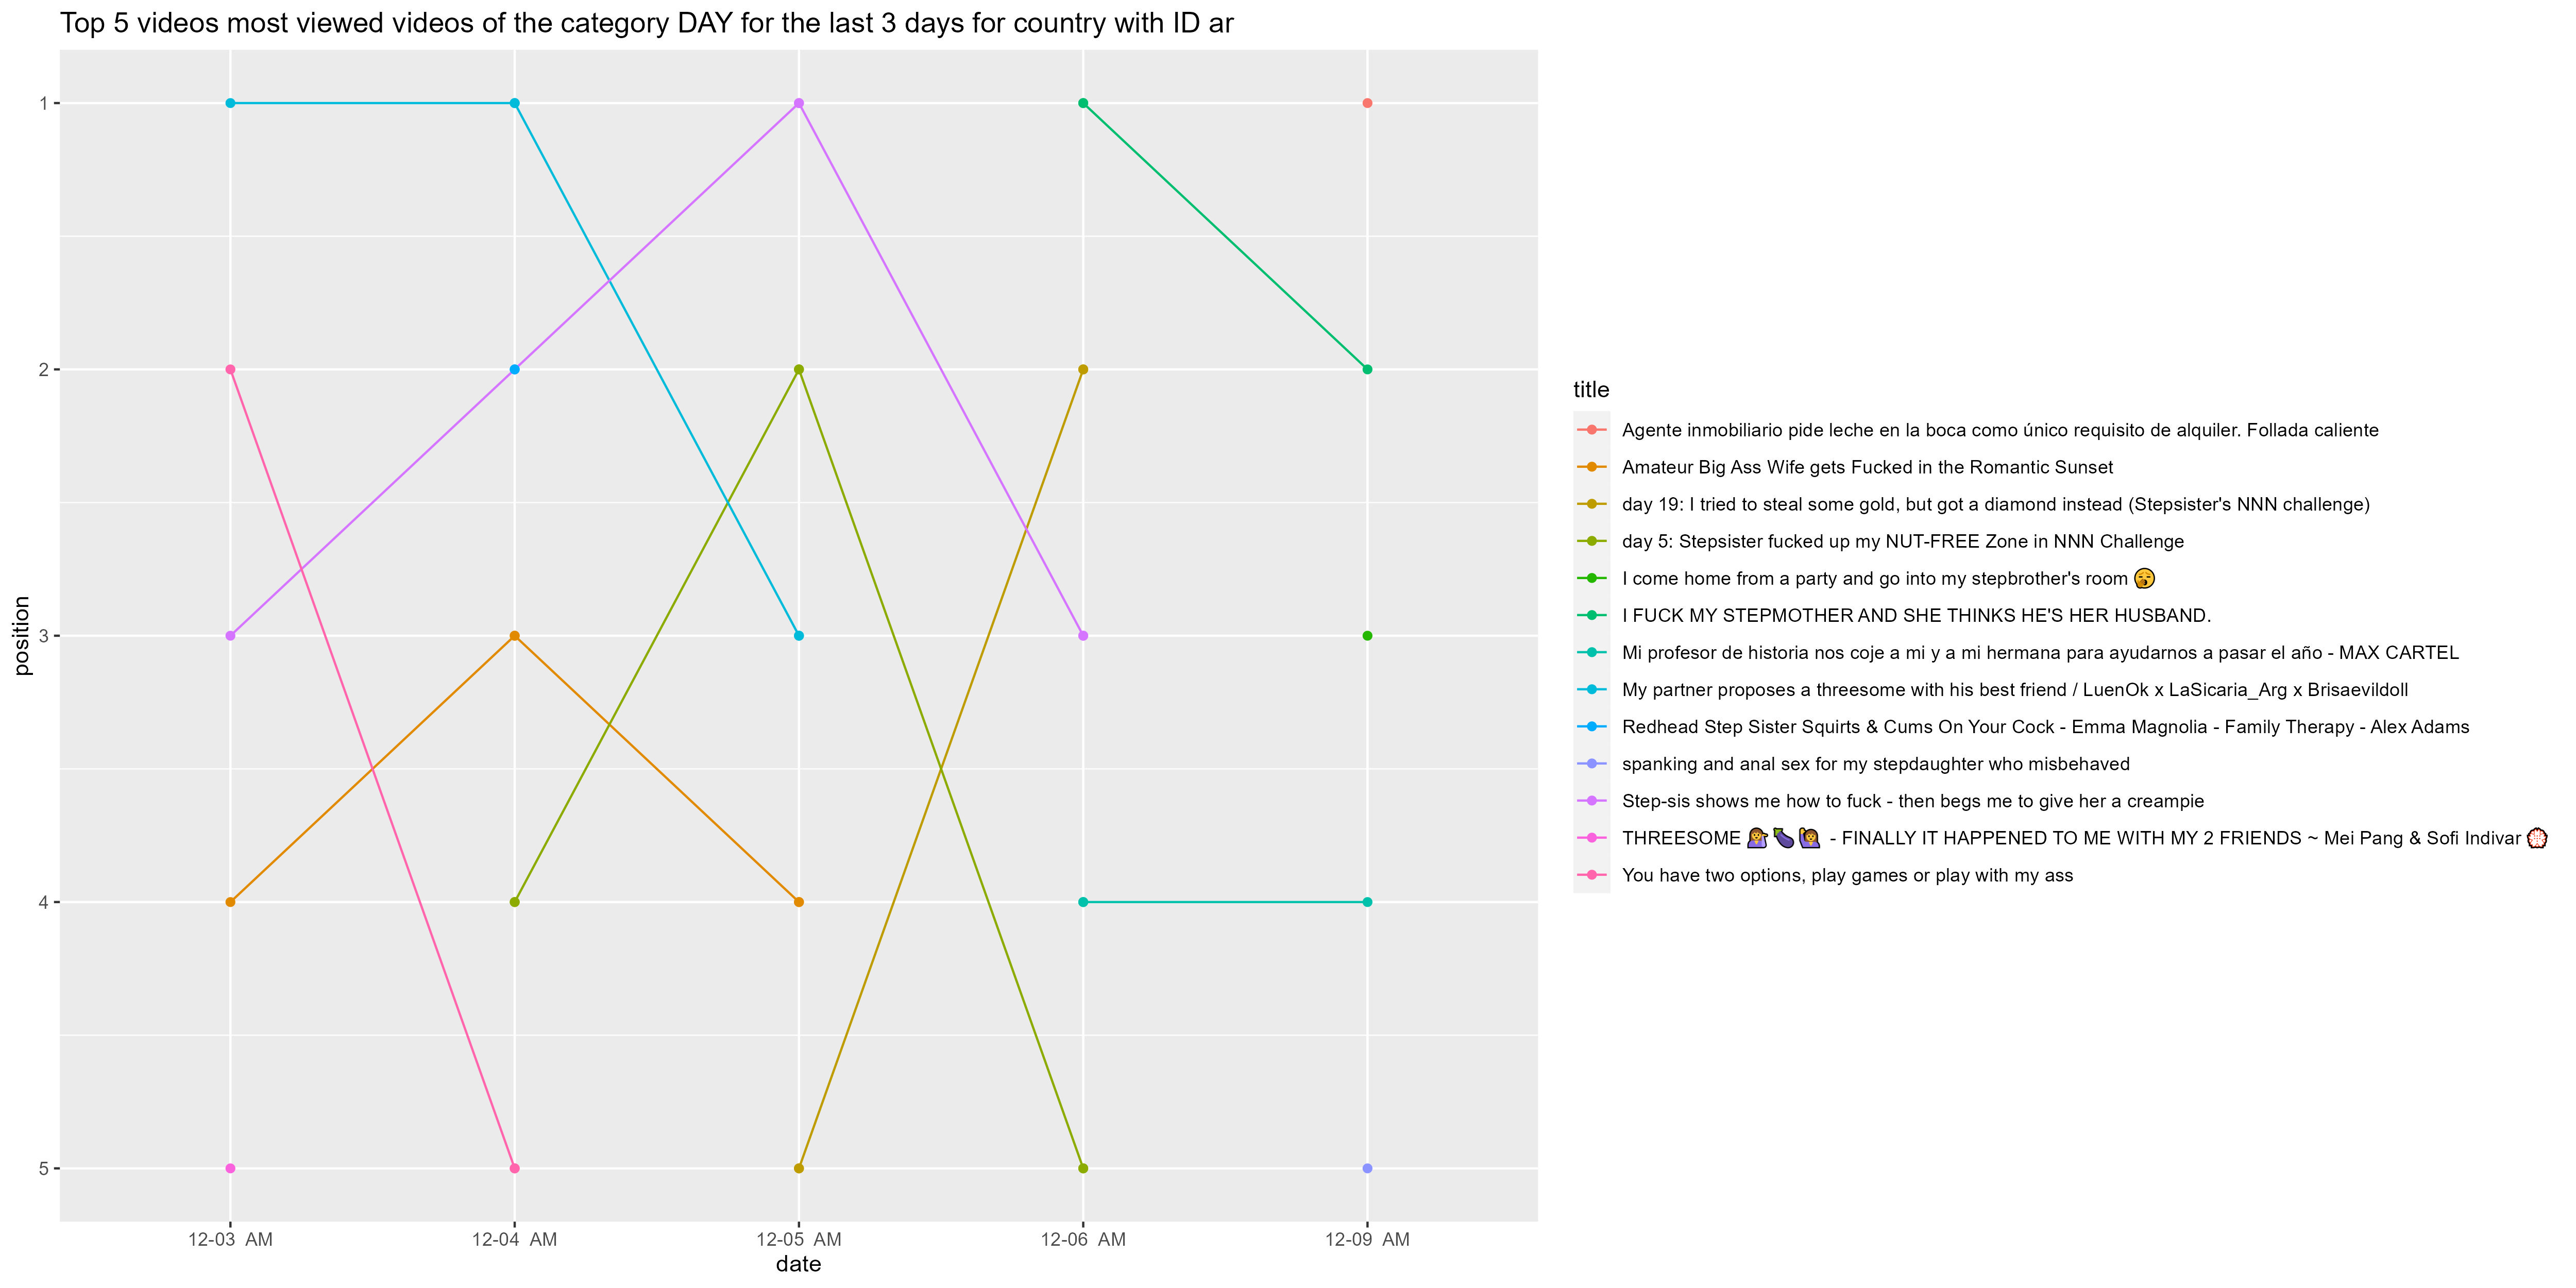 Top 5 videos most viewed videos of the category DAY for the last 3 days for country with ID ar
position
1
2
3
4
5
12-03 AM
12-04 AM
12-05 AM
12-06 AM
12-09 AM
date
title
Agente inmobiliario pide leche en la boca como único requisito de alquiler. Follada caliente
Amateur Big Ass Wife gets Fucked in the Romantic Sunset
day 19: I tried to steal some gold, but got a diamond instead (Stepsister's NNN challenge)
day 5: Stepsister fucked up my NUT-FREE Zone in NNN Challenge
I come home from a party and go into my stepbrother's room 🥱
I FUCK MY STEPMOTHER AND SHE THINKS HE'S HER HUSBAND.
Mi profesor de historia nos coje a mi y a mi hermana para ayudarnos a pasar el año - MAX CARTEL
My partner proposes a threesome with his best friend / LuenOk x LaSicaria_Arg x Brisaevildoll
Redhead Step Sister Squirts & Cums On Your Cock - Emma Magnolia - Family Therapy - Alex Adams
spanking and anal sex for my stepdaughter who misbehaved
Step-sis shows me how to fuck - then begs me to give her a creampie
THREESOME 💁‍♀️🍆🙋‍♀️ - FINALLY IT HAPPENED TO ME WITH MY 2 FRIENDS ~ Mei Pang & Sofi Indivar 💮
You have two options, play games or play with my ass